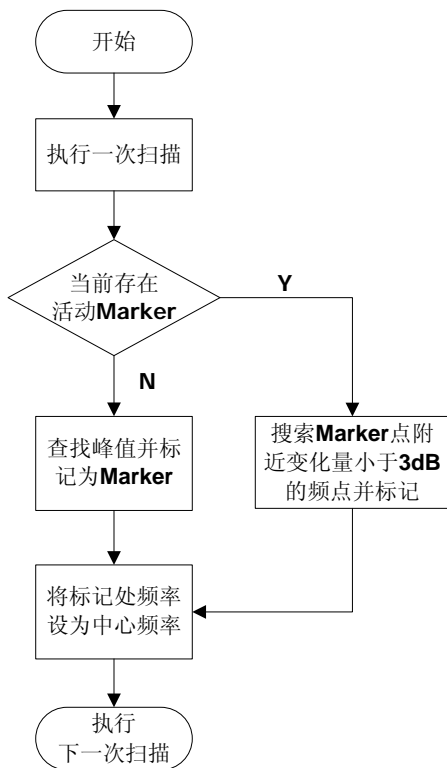 开始
执行一次扫描
当前存在
活动Marker
Y
N
查找峰值并标
记为Marker
搜索Marker点附
近变化量小于3dB
的频点并标记
将标记处频率
设为中心频率
执行
下一次扫描